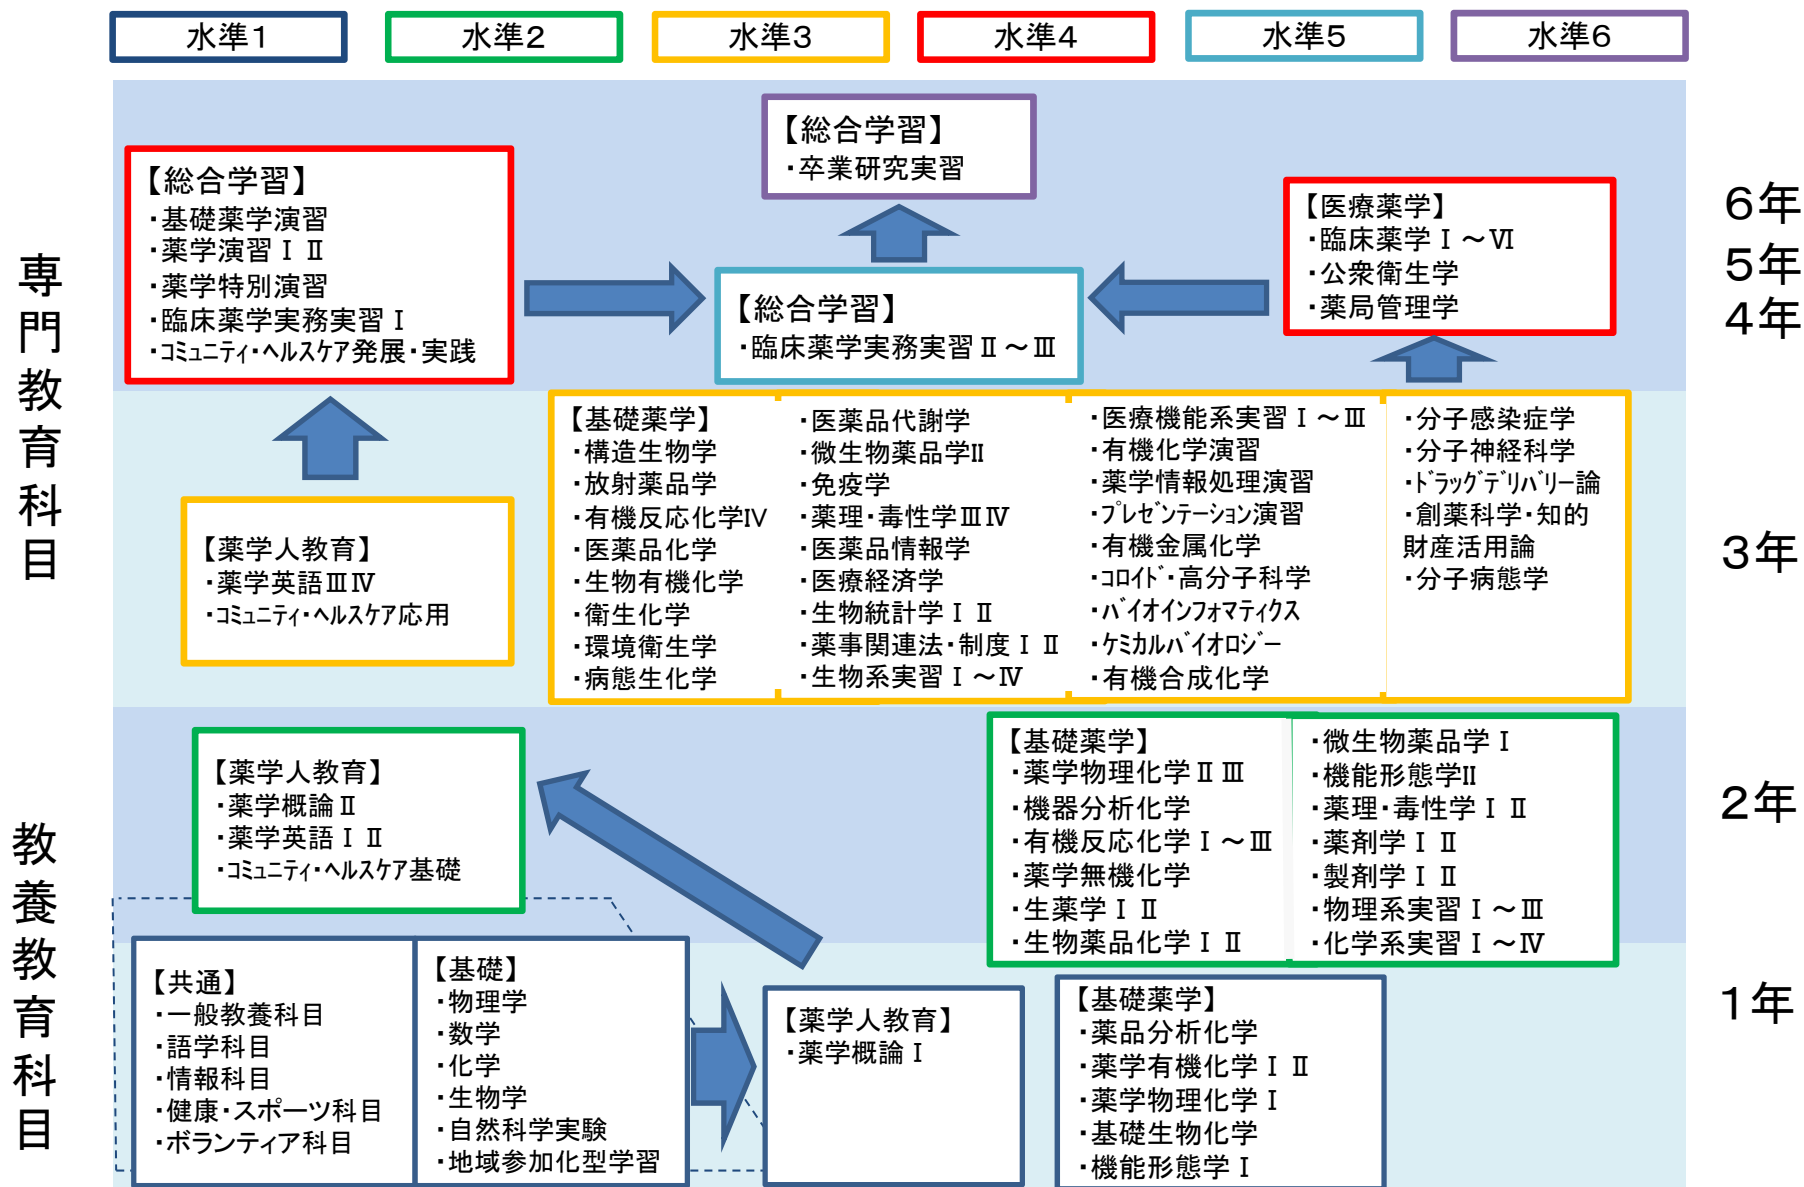 水準1
水準2
水準3
水準4
水準5
水準6
専門教育科目
教養教育科目
6年
5年
4年
3年
2年
1年
【総合学習】
・卒業研究実習
【総合学習】
・基礎薬学演習
・薬学演習Ⅰ Ⅱ
・薬学特別演習
・臨床薬学実務実習Ⅰ
・コミュニティ・ヘルスケア発展・実践
【総合学習】
・臨床薬学実務実習Ⅱ～Ⅲ
【医療薬学】
・臨床薬学Ⅰ～Ⅵ
・公衆衛生学
・薬局管理学
【薬学人教育】
・薬学英語ⅢⅣ
・コミュニティ・ヘルスケア応用
【基礎薬学】
・構造生物学
・放射薬品学
・有機反応化学Ⅳ
・医薬品化学
・生物有機化学
・衛生化学
・環境衛生学
・病態生化学
・医薬品代謝学
・微生物薬品学II
・免疫学
・薬理・毒性学ⅢⅣ
・医薬品情報学
・医療経済学
・生物統計学Ⅰ Ⅱ
・薬事関連法・制度Ⅰ Ⅱ
・生物系実習Ⅰ～Ⅳ
・医療機能系実習Ⅰ～Ⅲ
・有機化学演習
・薬学情報処理演習
・プレゼンテーション演習
・有機金属化学
・コロイド・高分子科学
・バイオインフォマティクス
・ケミカルバイオロジー
・有機合成化学
・分子感染症学
・分子神経科学
・ドラッグデリバリー論
・創薬科学・知的
財産活用論
・分子病態学
【薬学人教育】
・薬学概論Ⅱ
・薬学英語Ⅰ Ⅱ
・コミュニティ・ヘルスケア基礎
【基礎薬学】
・薬学物理化学Ⅱ Ⅲ
・機器分析化学
・有機反応化学Ⅰ～Ⅲ
・薬学無機化学
・生薬学Ⅰ Ⅱ
・生物薬品化学Ⅰ Ⅱ
・微生物薬品学Ⅰ
・機能形態学II
・薬理・毒性学Ⅰ Ⅱ
・薬剤学Ⅰ Ⅱ
・製剤学Ⅰ Ⅱ
・物理系実習Ⅰ～Ⅲ
・化学系実習Ⅰ～Ⅳ
【共通】
・一般教養科目
・語学科目
・情報科目
・健康・スポーツ科目
・ボランティア科目
【基礎】
・物理学
・数学
・化学
・生物学
・自然科学実験
・地域参加化型学習
【薬学人教育】
・薬学概論Ⅰ
【基礎薬学】
・薬品分析化学
・薬学有機化学Ⅰ Ⅱ
・薬学物理化学Ⅰ
・基礎生物化学
・機能形態学Ⅰ